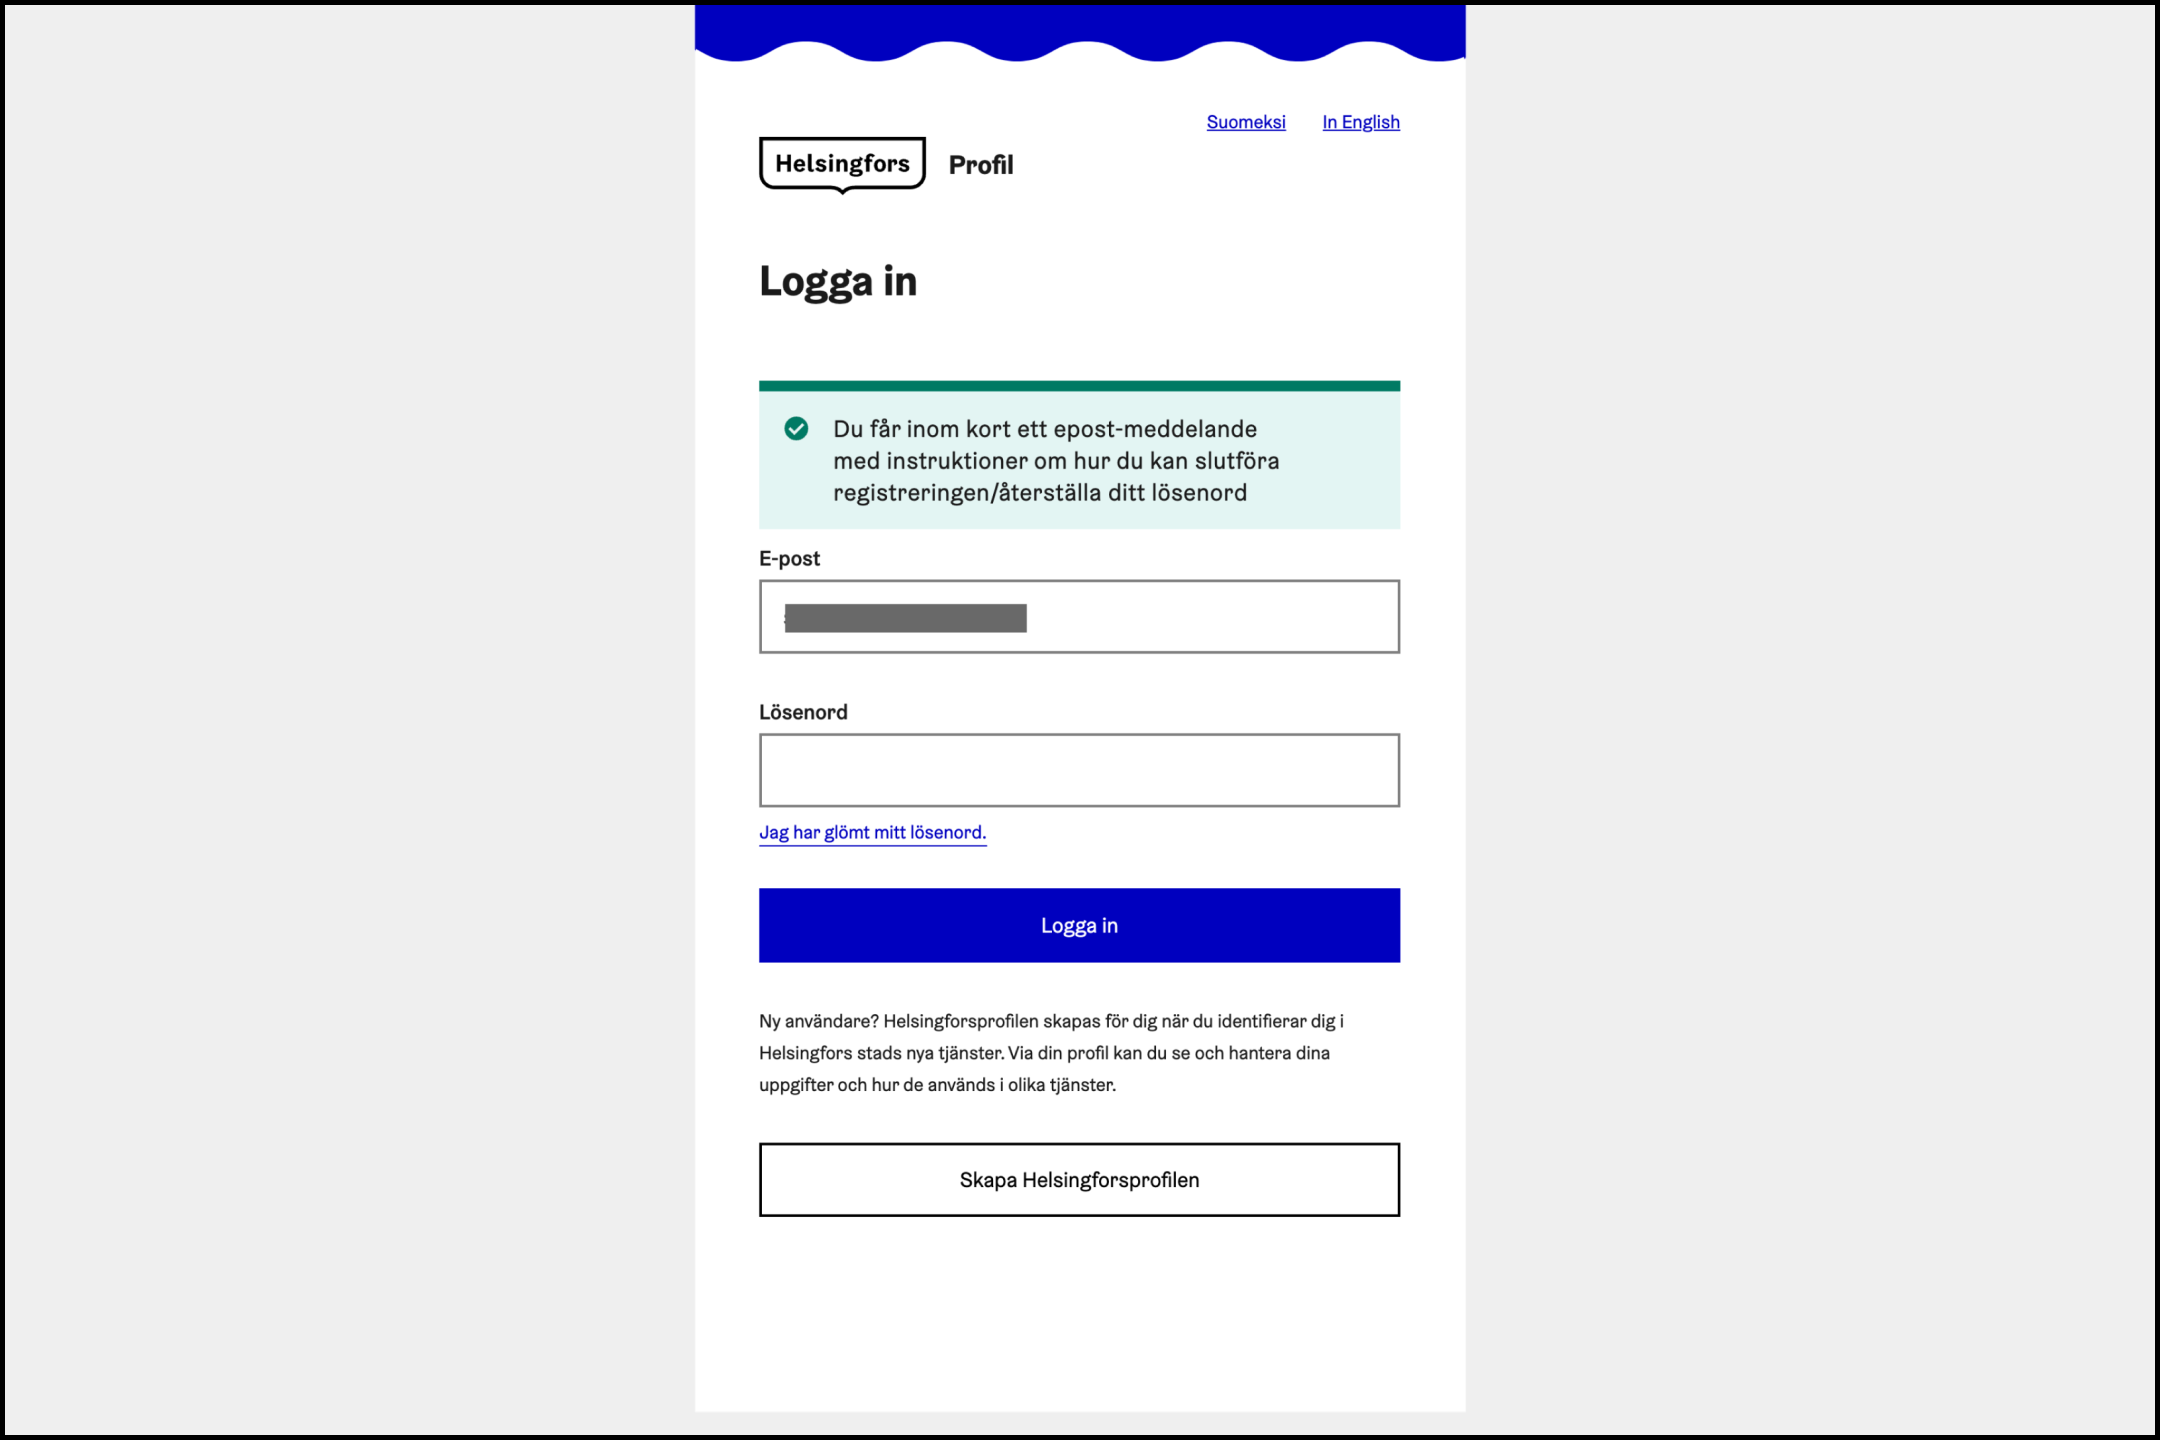 Suomeksi In English
Helsingfors Profil
Logga in
Du får inom kort ett epost-meddelande
med instruktioner om hur du kan slutföra
registreringen/återställa ditt lösenord
E-post
Lösenord
Jag har glömt mitt lösenord.
Logga in
Ny användare? Helsingforsprofilen skapas för dig när du identifierar dig i
Helsingfors stads nya tjänster. Via din profil kan du se och hantera dina
uppgifter och hur de används i olika tjänster.
Skapa Helsingforsprofilen